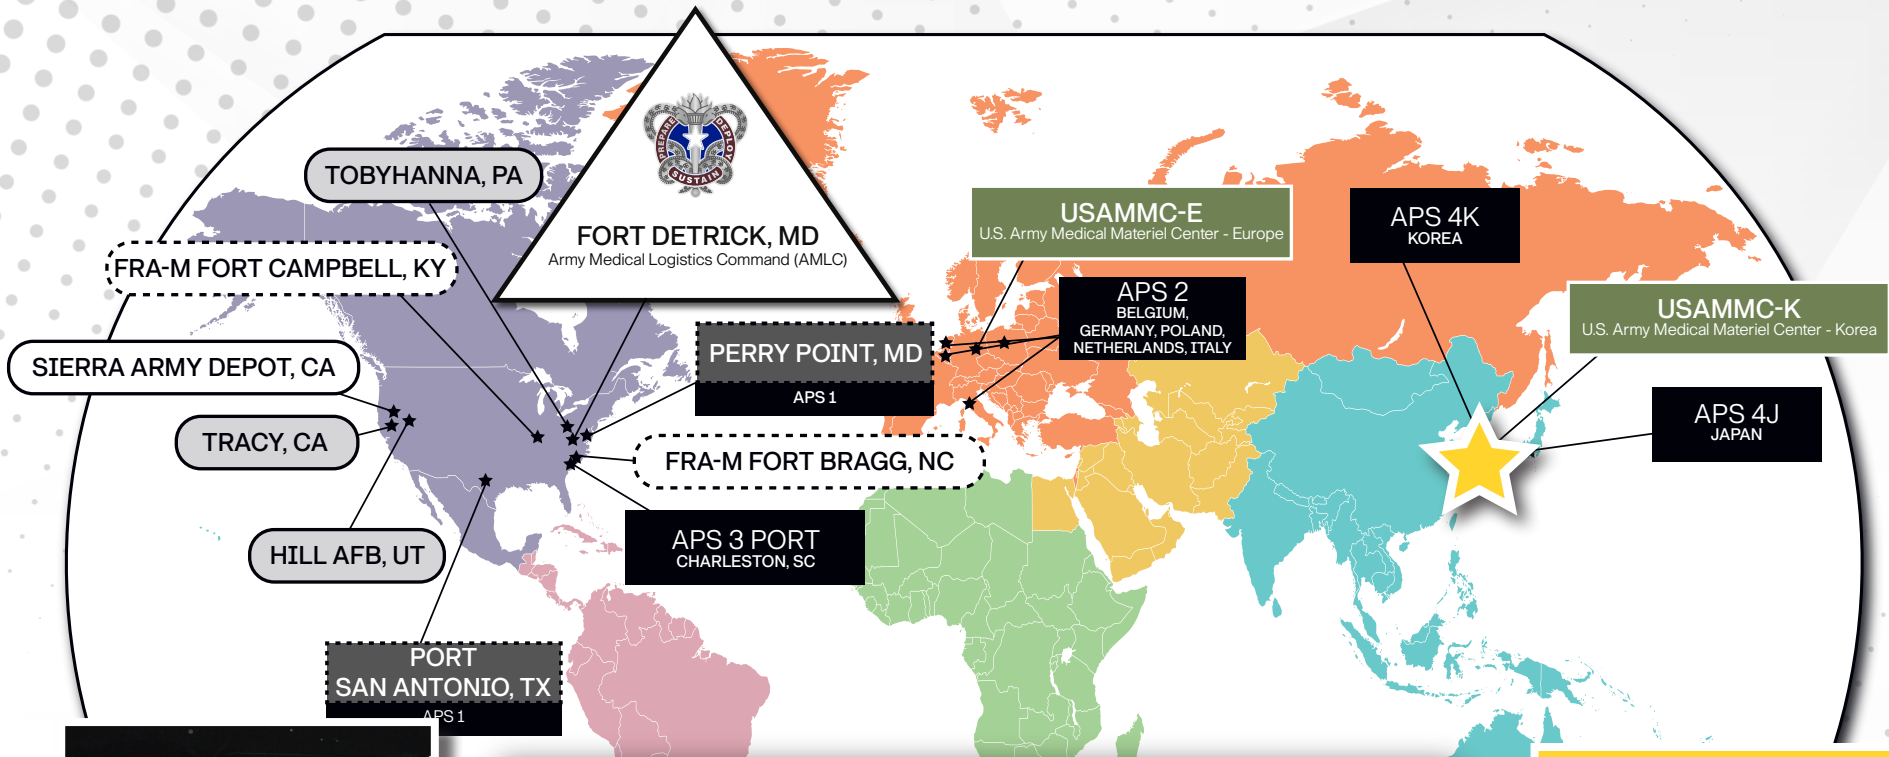 PREPARE
DEPLOY
SUSTAIN
FORT DETRICK, MD
Army Medical Logistics Command (AMLC)
TOBYHANNA, PA
FRA-M FORT CAMPBELL, KY
SIERRA ARMY DEPOT, CA
TRACY, CA
HILL AFB, UT
PORT
SAN ANTONIO, TX
APS 1
PERRY POINT, MD
APS 1
FRA-M FORT BRAGG, NC
APS 3 PORT
CHARLESTON, SC
USAMMC-E
U.S. Army Medical Materiel Center - Europe
APS 2
BELGIUM,
GERMANY, POLAND,
NETHERLANDS, ITALY
APS 4K
KOREA
USAMMC-K
U.S. Army Medical Materiel Center - Korea
APS 4J
JAPAN